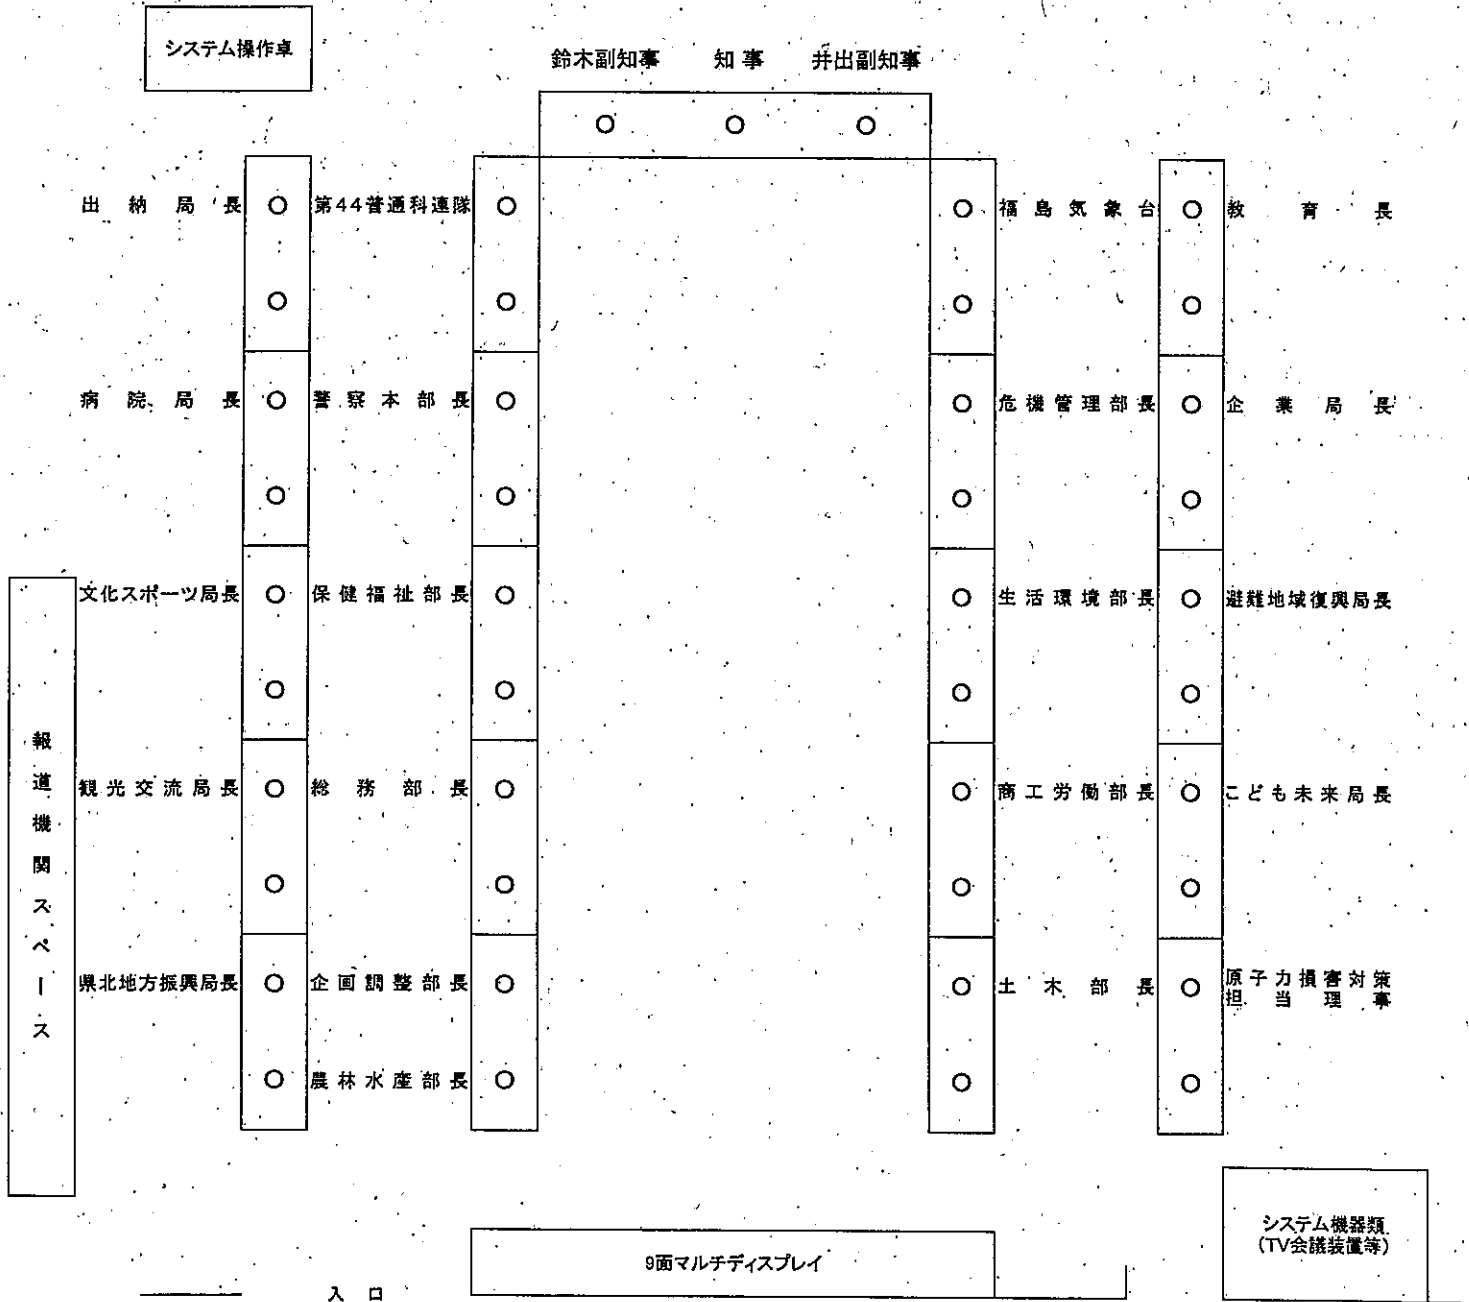 システム操作卓
鈴木副知事 知事 井出副知事
出納局長 第44普通科連隊 福島気象台 教育長
病院局長 警察本部長 危機管理部長 企業局長
文化スポーツ局長 保健福祉部長 生活環境部長 避難地域復興局長
報道機関スペース
観光交流局長 総務部長 商工労働部長 こども未来局長
県北地方振興局長 企画調整部長 土木部長 原子力損害対策
担当理事
農林水産部長
システム機器類
(TV会議装置等)
9面マルチディスプレイ
入口